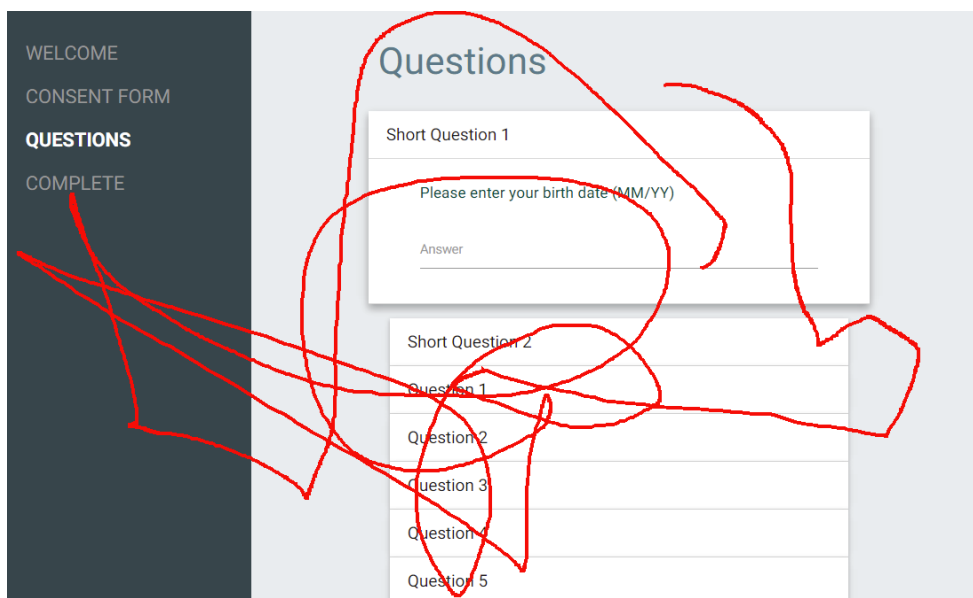 WELCOME
CONSENT FORM
QUESTIONS
COMPLETE
Questions
Short Question 1
Please enter your birth date (MM/YY)
Answer
Short Question 2
Question 1
Question 2
Question 3
Question 4
Question 5